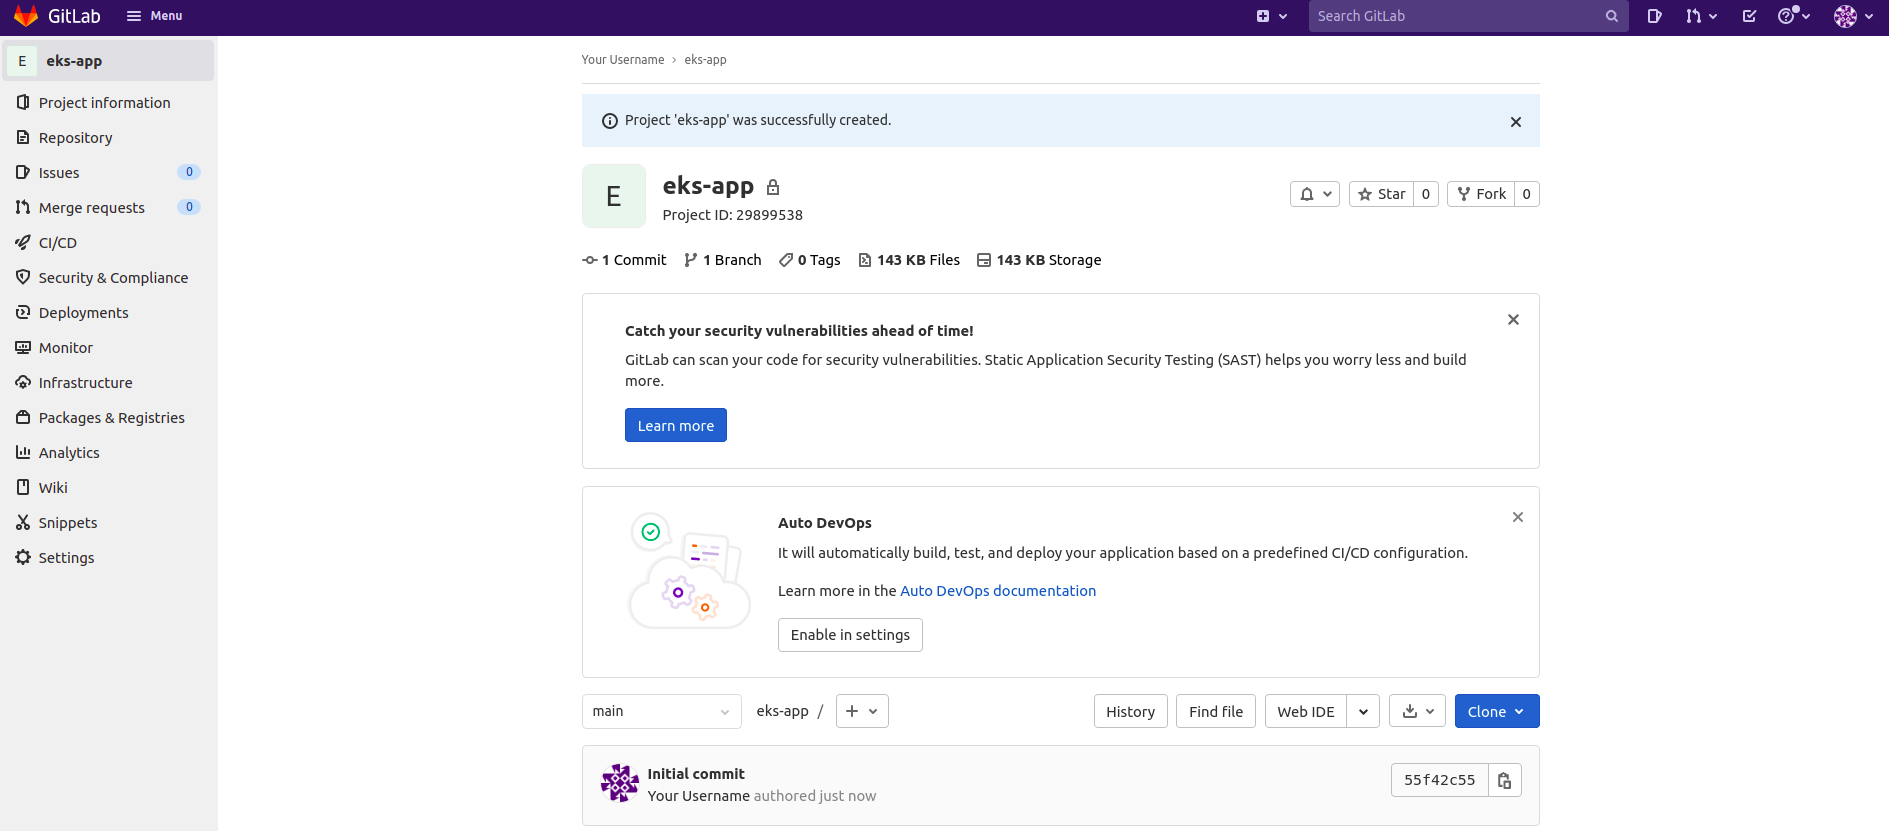 GitLab
Menu
Search GitLab
E
eks-app
Project information
Repository
Issues 0
Merge requests 0
CI/CD
Security & Compliance
Deployments
Monitor
Infrastructure
Packages & Registries
Analytics
Wiki
Snippets
Settings
Your Username › eks-app
Project 'eks-app' was successfully created.
E
eks-app
Project ID: 29899538
Star 0
Fork 0
1 Commit 1 Branch 0 Tags 143 KB Files 143 KB Storage
Catch your security vulnerabilities ahead of time!
GitLab can scan your code for security vulnerabilities. Static Application Security Testing (SAST) helps you worry less and build
more.
Learn more
Auto DevOps
It will automatically build, test, and deploy your application based on a predefined CI/CD configuration.
Learn more in the Auto DevOps documentation
Enable in settings
main
eks-app /
History
Find file
Web IDE
Clone
Initial commit
Your Username authored just now
55f42c55